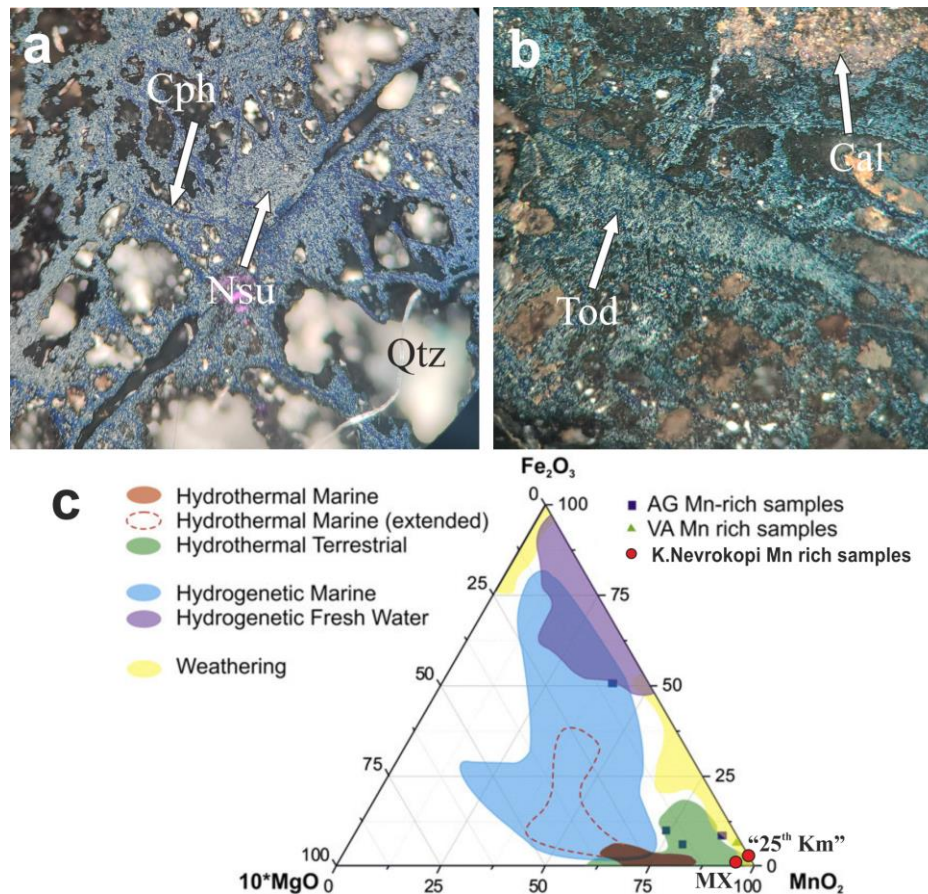 a
Cph
Nsu
Qtz
b
Cal
Tod
c
Hydrothermal Marine
Hydrothermal Marine (extended)
Hydrothermal Terrestrial
Hydrogenetic Marine
Hydrogenetic Fresh Water
Weathering
Fe₂O₃
0 100
25 75
50 50
75 25
100 0
AG Mn-rich samples
VA Mn rich samples
K.Nevrokopi Mn rich samples
"25th Km"
MX
10*MgO 0 25 50 75 100 MnO₂